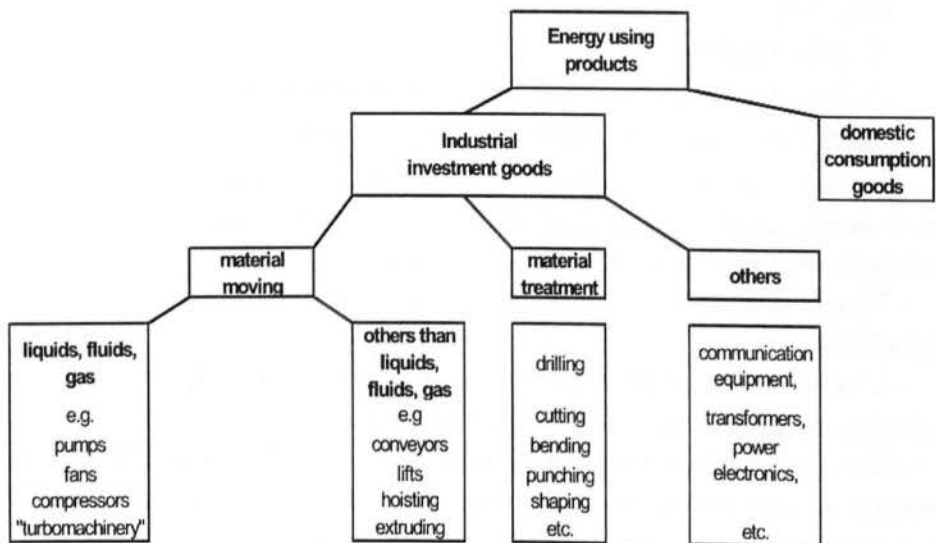 Energy using
products
Industrial
investment goods
domestic
consumption
goods
material
moving
material
treatment
others
liquids, fluids,
gas
e.g.
pumps
fans
compressors
"turbomachinery"
others than
liquids,
fluids, gas
e.g
conveyors
lifts
hoisting
extruding
drilling
cutting
bending
punching
shaping
etc.
communication
equipment,
transformers,
power
electronics,
etc.